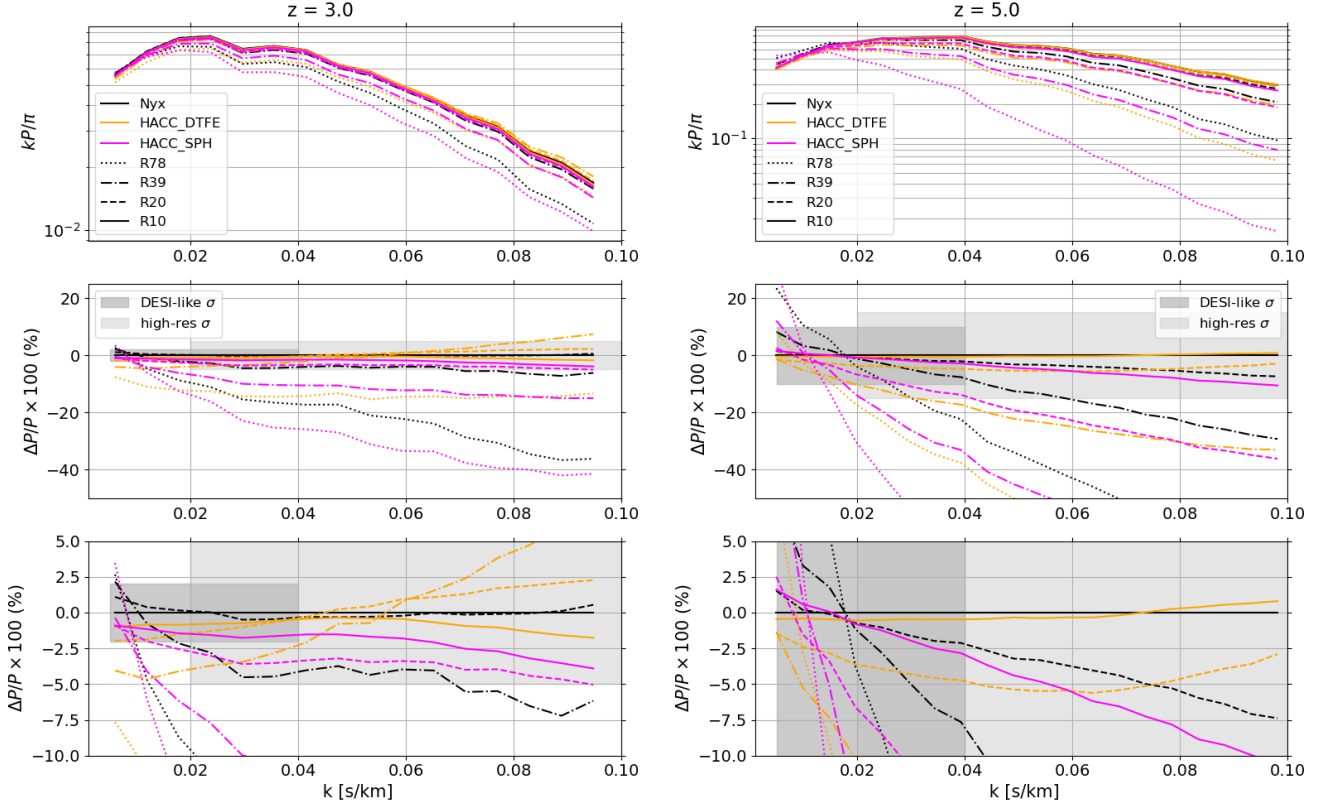 z = 3.0
z = 5.0
kP/π
Nyx
HACC_DTFE
HACC_SPH
R78
R39
R20
R10
10⁻²
0.02 0.04 0.06 0.08 0.10
kP/π
Nyx
HACC_DTFE
HACC_SPH
R78
R39
R20
R10
10⁻¹
0.02 0.04 0.06 0.08 0.10
ΔP/P × 100 (%)
20
0
−20
−40
DESI-like σ
high-res σ
0.02 0.04 0.06 0.08 0.10
ΔP/P × 100 (%)
20
0
−20
−40
DESI-like σ
high-res σ
0.02 0.04 0.06 0.08 0.10
ΔP/P × 100 (%)
5.0
2.5
0.0
−2.5
−5.0
−7.5
−10.0
0.02 0.04 0.06 0.08 0.10
k [s/km]
ΔP/P × 100 (%)
5.0
2.5
0.0
−2.5
−5.0
−7.5
−10.0
0.02 0.04 0.06 0.08 0.10
k [s/km]